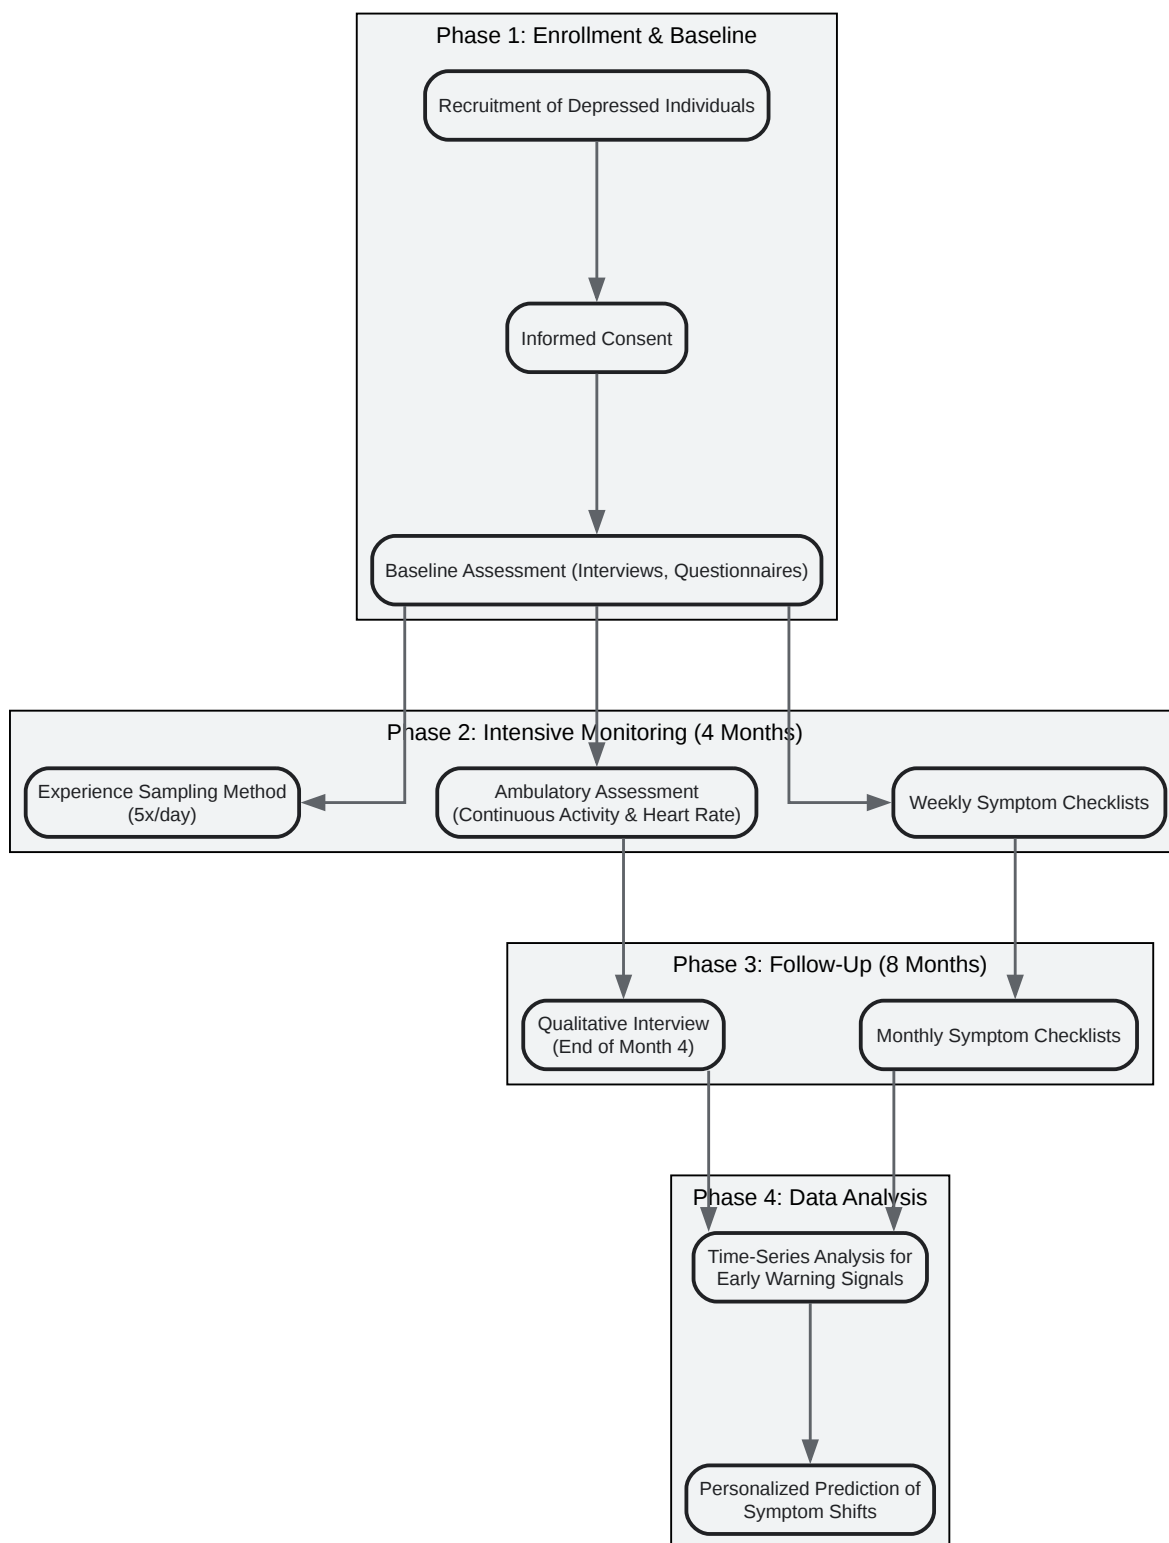 Phase 1: Enrollment & Baseline
Recruitment of Depressed Individuals
Informed Consent
Baseline Assessment (Interviews, Questionnaires)
Phase 2: Intensive Monitoring (4 Months)
Experience Sampling Method
(5x/day)
Ambulatory Assessment
(Continuous Activity & Heart Rate)
Weekly Symptom Checklists
Phase 3: Follow-Up (8 Months)
Qualitative Interview
(End of Month 4)
Monthly Symptom Checklists
Phase 4: Data Analysis
Time-Series Analysis for
Early Warning Signals
Personalized Prediction of
Symptom Shifts